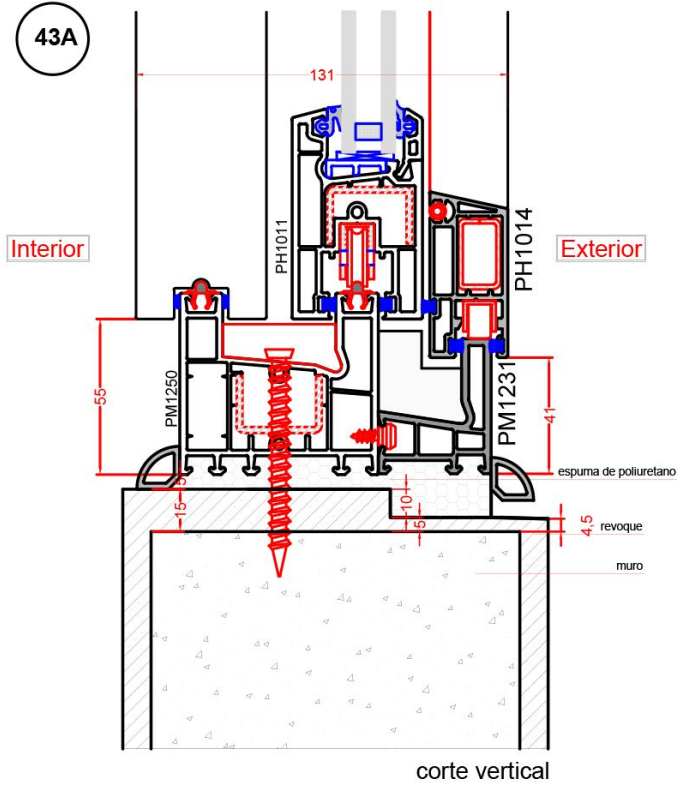 43A
131
Interior
PH1011
PH1014
Exterior
55
PM1250
PM1231
41
espuma de poliuretano
5
15
10
5
4,5
revoque
muro
corte vertical